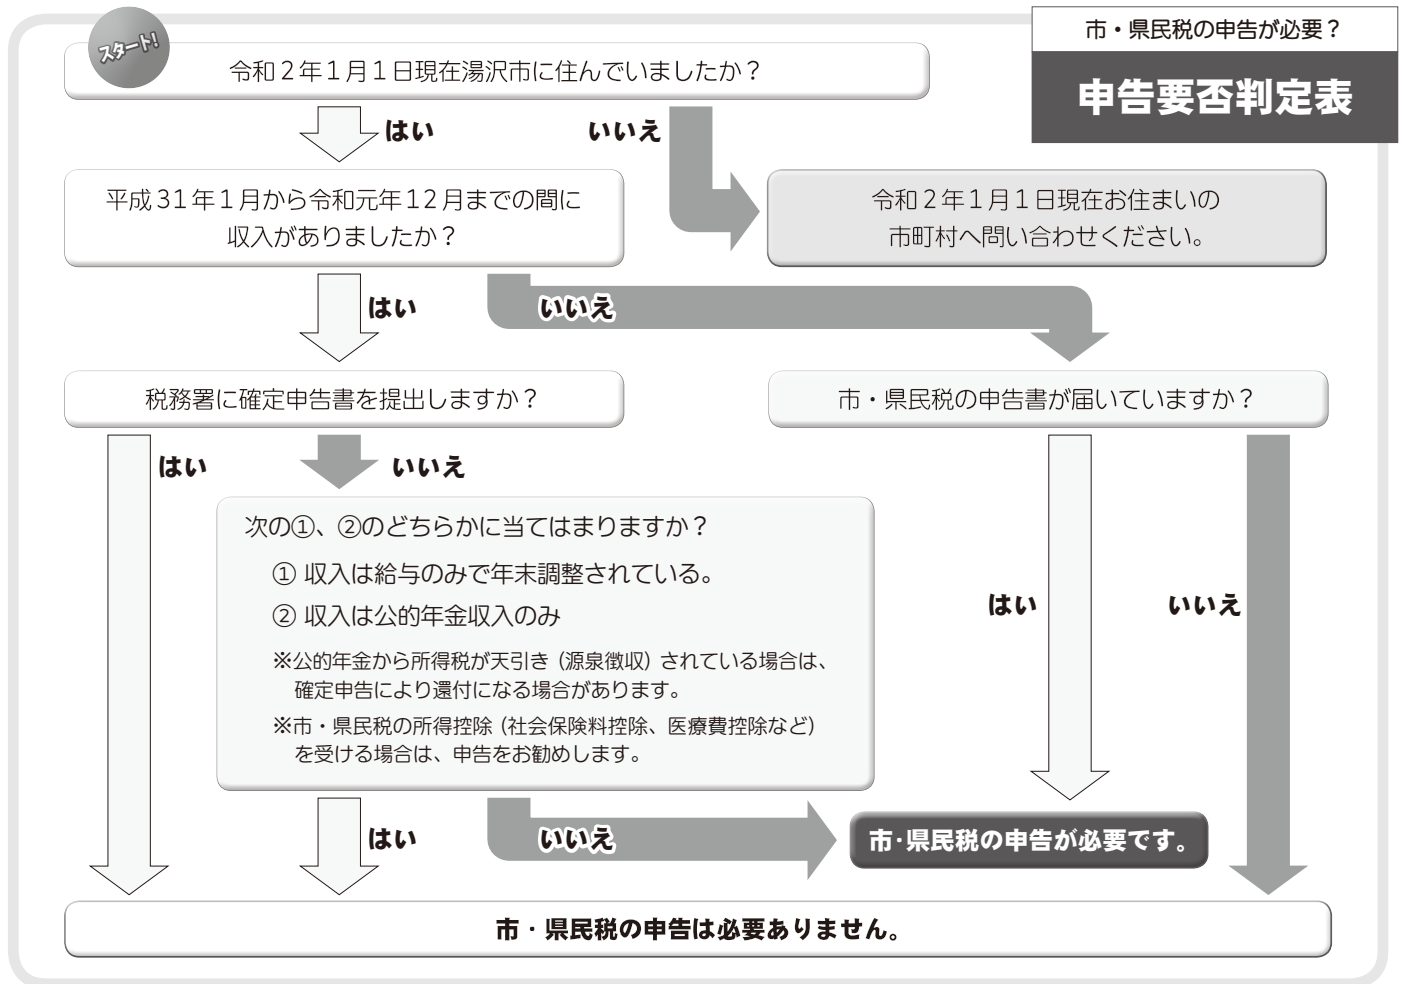 市・県民税の申告が必要？
申告要否判定表
スタート!
令和２年１月１日現在湯沢市に住んでいましたか？
はい
いいえ
平成31年１月から令和元年12月までの間に
収入がありましたか？
令和２年１月１日現在お住まいの
市町村へ問い合わせください。
はい
いいえ
税務署に確定申告書を提出しますか？
市・県民税の申告書が届いていますか？
はい
いいえ
次の①、②のどちらかに当てはまりますか？
① 収入は給与のみで年末調整されている。
② 収入は公的年金収入のみ
※公的年金から所得税が天引き（源泉徴収）されている場合は、
確定申告により還付になる場合があります。
※市・県民税の所得控除（社会保険料控除、医療費控除など）
を受ける場合は、申告をお勧めします。
はい
いいえ
はい
いいえ
市・県民税の申告が必要です。
市・県民税の申告は必要ありません。